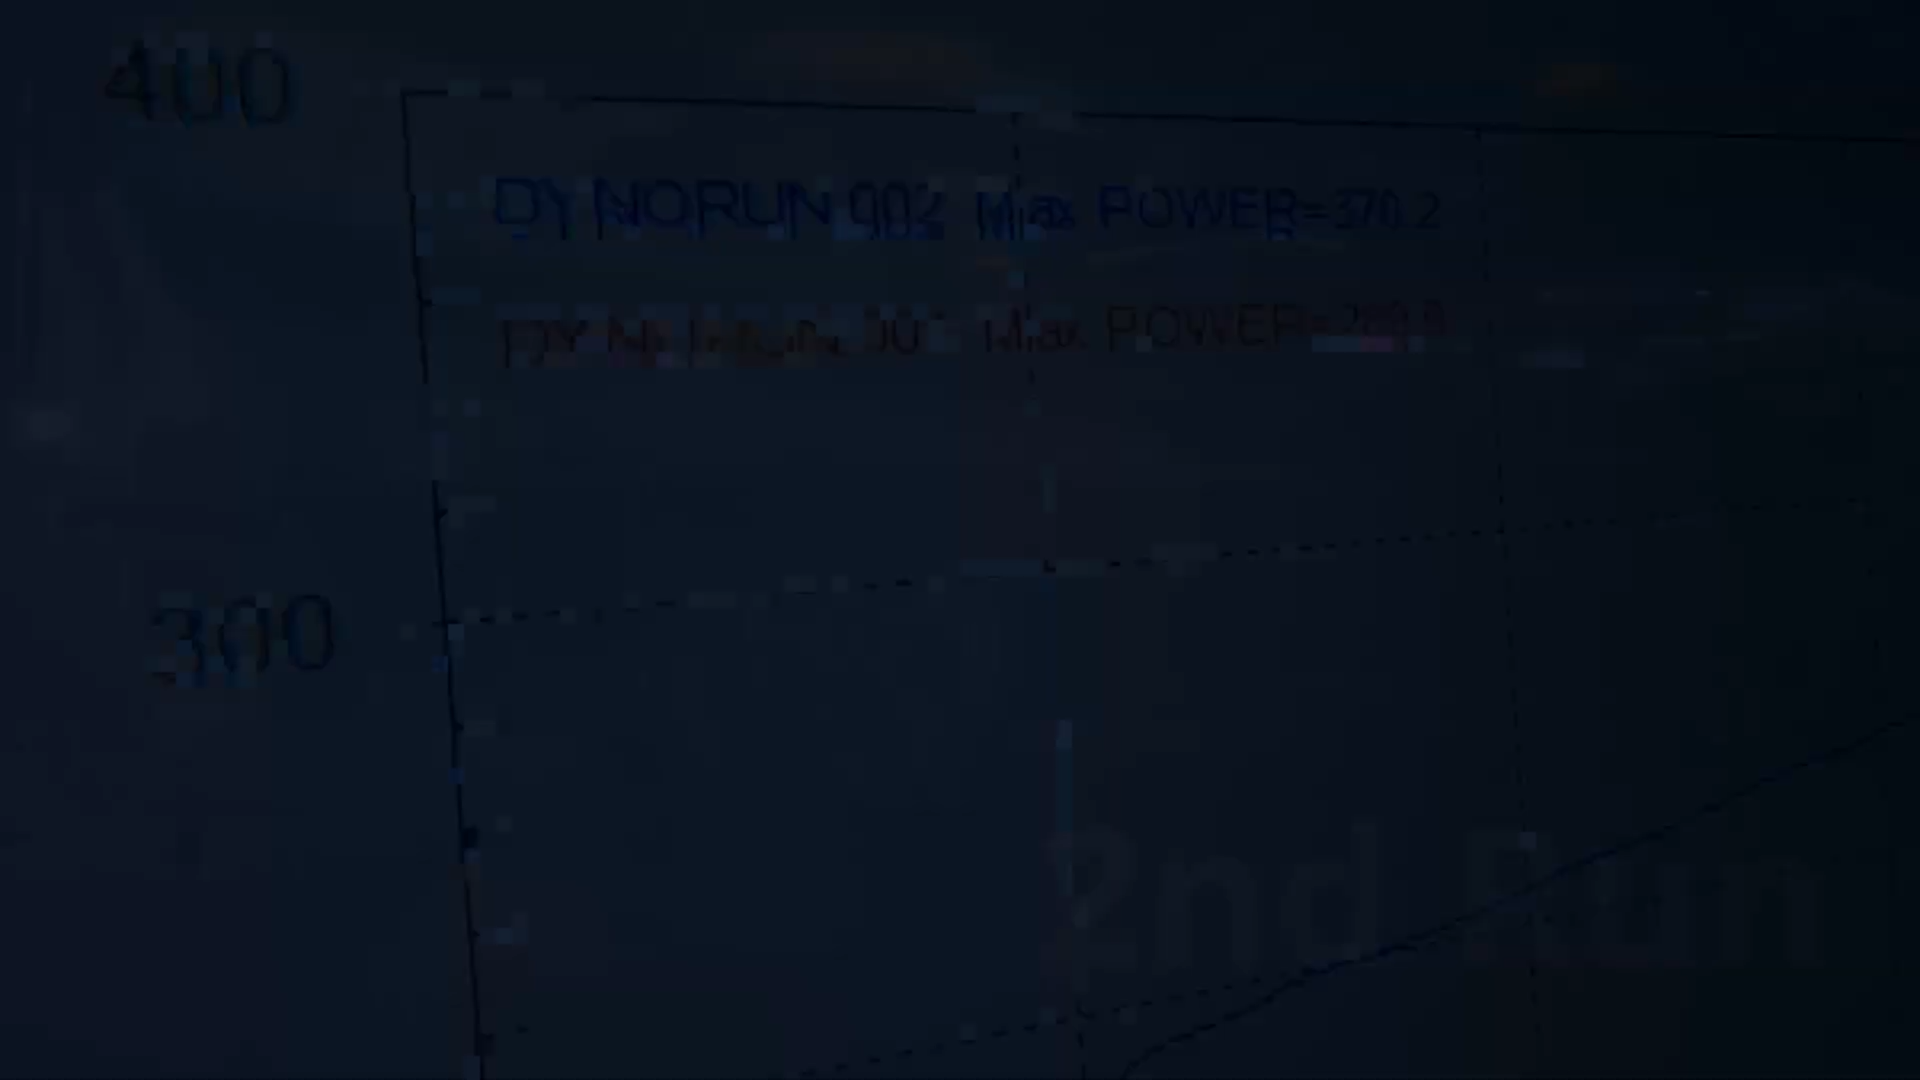 400
DYNORUN.002 Max POWER=370.2
Max POWER=
300
2nd Run